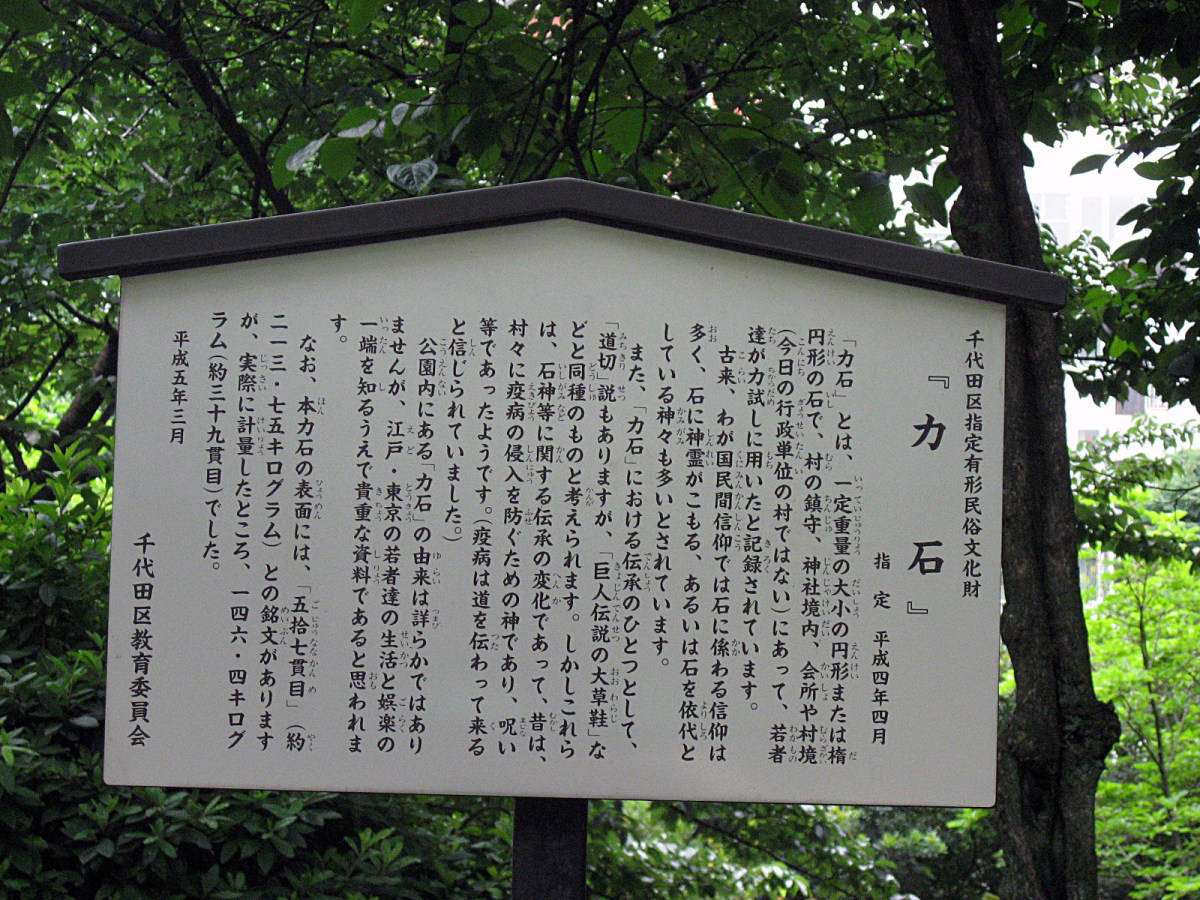 千代田区指定有形民俗文化財
『力石』
指定 平成四年四月
「力石」とは、一定重量の大小の円形または楕
円形の石で、村の鎮守、神社境内、会所や村境
(今日の行政単位の村ではない)にあって、若者
達が力試しに用いたと記録されています。
古来、わが国民間信仰では石に係わる信仰は
多く、石に神霊がこもる、あるいは石を依代と
している神々も多いとされています。
また、「力石」における伝承のひとつとして、
「道切」説もありますが、「巨人伝説の大草鞋」な
どと同種のものと考えられます。しかしこれら
は、石神等に関する伝承の変化であって、昔は、
村々に疫病の侵入を防ぐための神であり、呪い
等であったようです。(疫病は道を伝わって来る
と信じられていました。)
公園内にある「力石」の由来は詳らかではあり
ませんが、江戸・東京の若者達の生活と娯楽の
一端を知るうえで貴重な資料であると思われま
す。
なお、本力石の表面には、「五拾七貫目」(約
二一三・七五キログラム)との銘文があります
が、実際に計量したところ、一四六・四キログ
ラム(約三十九貫目)でした。
平成五年三月
千代田区教育委員会